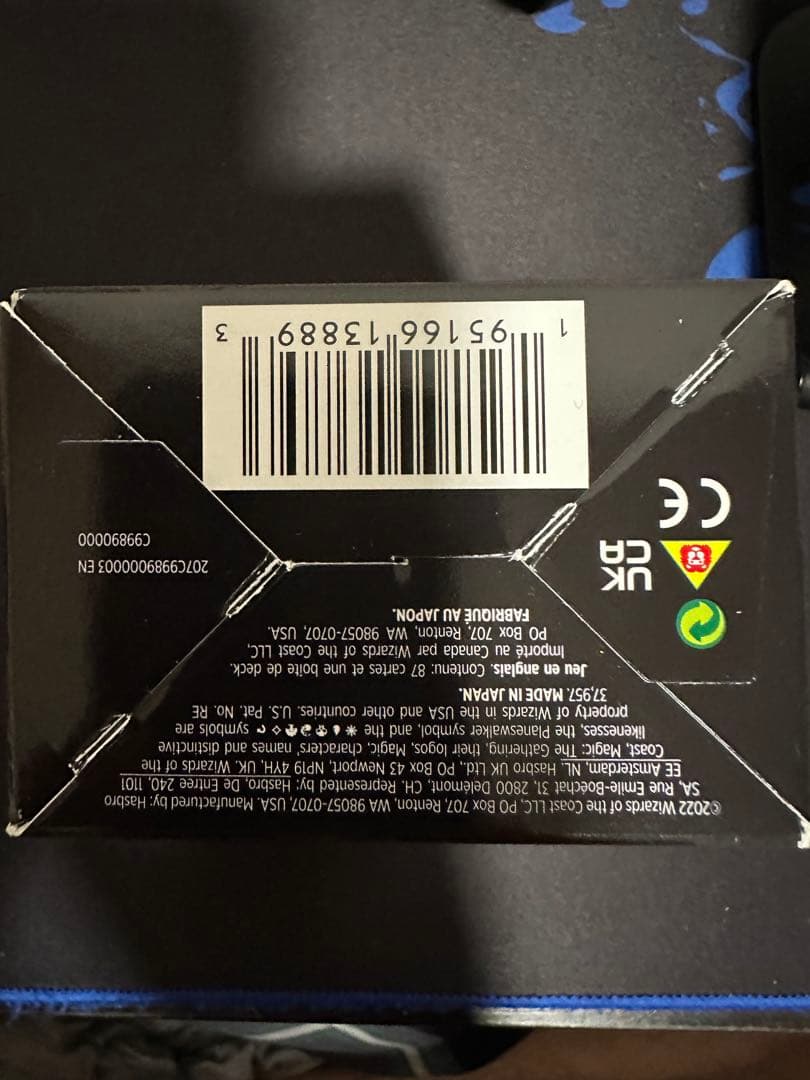 ©2022 Wizards of the Coast LLC, PO Box 707, Renton, WA 98057-0707, USA. Manufactured by: Hasbro
SA, Rue Emile-Boéchat 31, 2800 Delémont, CH. Represented by: Hasbro, De Entree 240, 1101
EE Amsterdam, NL. Hasbro UK Ltd., PO Box 43 Newport, NP19 4YH, UK. Wizards of the
Coast, Magic: The Gathering, their logos, Magic, characters' names and distinctive
likenesses, the Planeswalker symbol, and the symbols are
property of Wizards in the USA and other countries. U.S. Pat. No. RE
37,957. MADE IN JAPAN.
Jeu en anglais. Contenu: 87 cartes et une boîte de deck.
Importé au Canada par Wizards of the Coast LLC,
PO Box 707, Renton, WA 98057-0707, USA.
FABRIQUÉ AU JAPON.
UK
CA
CE
207C99890000003 EN
C99890000
1 95166 13889 3